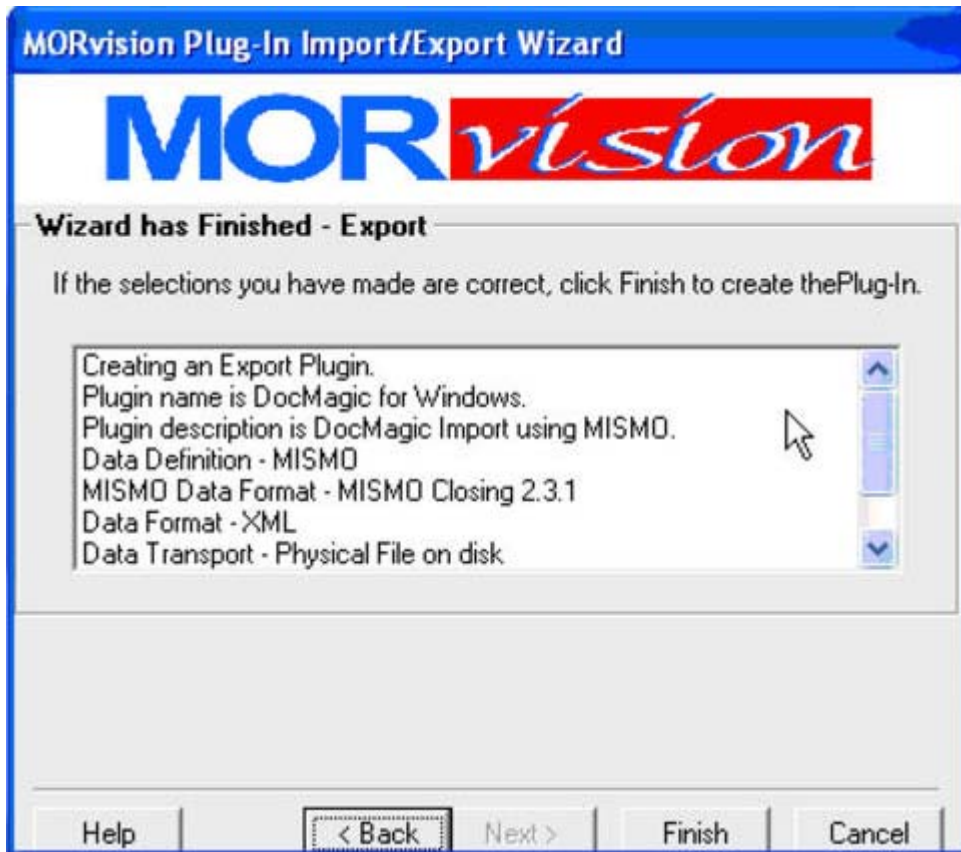 MORvision Plug-In Import/Export Wizard
MORvision
Wizard has Finished - Export
If the selections you have made are correct, click Finish to create thePlug-In.
Creating an Export Plugin.
Plugin name is DocMagic for Windows.
Plugin description is DocMagic Import using MISMO.
Data Definition - MISMO
MISMO Data Format - MISMO Closing 2.3.1
Data Format - XML
Data Transport - Physical File on disk
Help < Back Next > Finish Cancel